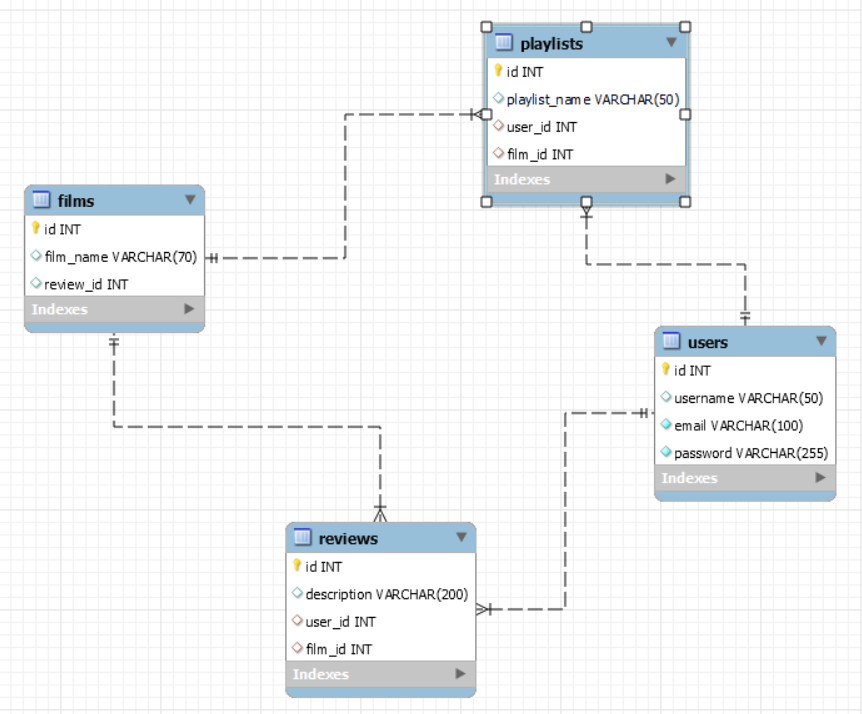 playlists
id INT
playlist_name VARCHAR(50)
user_id INT
film_id INT
Indexes
films
id INT
film_name VARCHAR(70)
review_id INT
Indexes
users
id INT
username VARCHAR(50)
email VARCHAR(100)
password VARCHAR(255)
Indexes
reviews
id INT
description VARCHAR(200)
user_id INT
film_id INT
Indexes